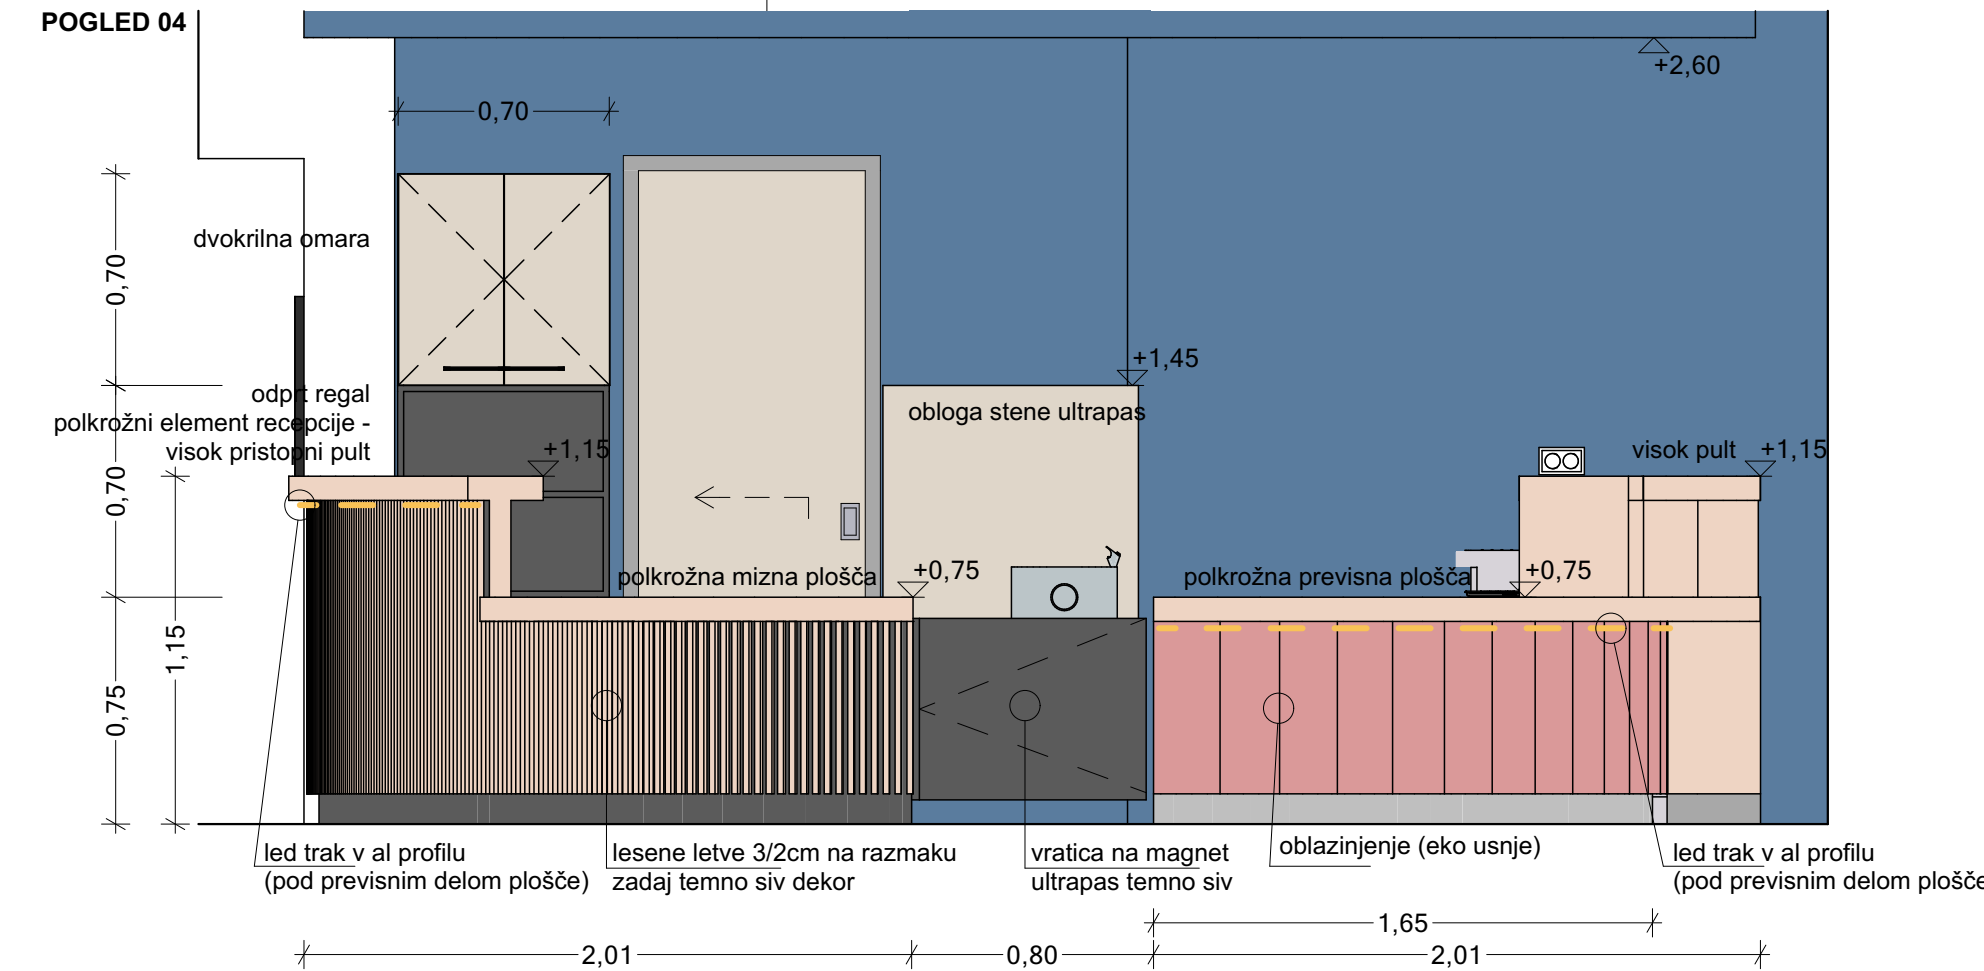 POGLED 04
+2,60
0,70
dvokrilna omara
0,70
+1,45
odprt regal
polkrožni element recepcije -
visok pristopni pult
obloga stene ultrapas
+1,15
visok pult
+1,15
0,70
polkrožna mizna plošča
+0,75
polkrožna previsna plošča
+0,75
1,15
0,75
led trak v al profilu
(pod previsnim delom plošče)
lesene letve 3/2cm na razmaku
zadaj temno siv dekor
vratica na magnet
ultrapas temno siv
oblazinjenje (eko usnje)
led trak v al profilu
(pod previsnim delom plošče
1,65
2,01
0,80
2,01